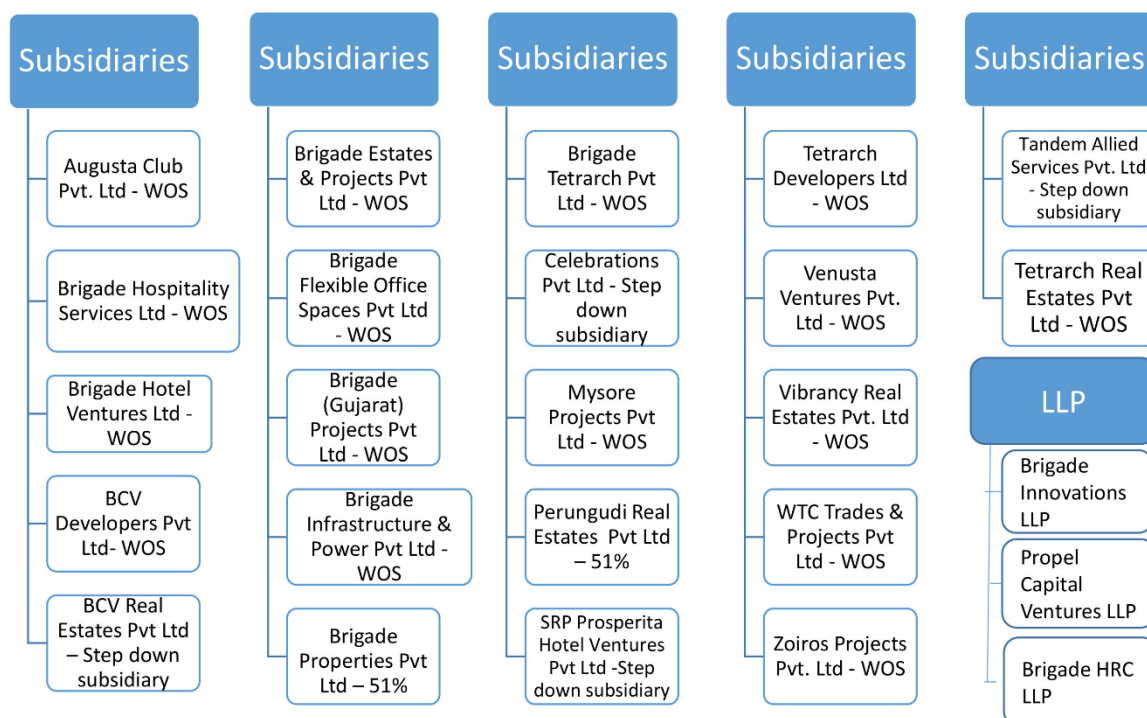 Subsidiaries
Augusta Club
Pvt. Ltd - WOS
Brigade Hospitality
Services Ltd - WOS
Brigade Hotel
Ventures Ltd -
WOS
BCV
Developers Pvt
Ltd- WOS
BCV Real
Estates Pvt Ltd
– Step down
subsidiary
Subsidiaries
Brigade Estates
& Projects Pvt
Ltd - WOS
Brigade
Flexible Office
Spaces Pvt Ltd
- WOS
Brigade
(Gujarat)
Projects Pvt
Ltd - WOS
Brigade
Infrastructure &
Power Pvt Ltd -
WOS
Brigade
Properties Pvt
Ltd – 51%
Subsidiaries
Brigade
Tetrarch Pvt
Ltd - WOS
Celebrations
Pvt Ltd - Step
down
subsidiary
Mysore
Projects Pvt
Ltd - WOS
Perungudi Real
Estates Pvt Ltd
– 51%
SRP Prosperita
Hotel Ventures
Pvt Ltd -Step
down subsidiary
Subsidiaries
Tetrarch
Developers Ltd
- WOS
Venusta
Ventures Pvt.
Ltd - WOS
Vibrancy Real
Estates Pvt. Ltd
- WOS
WTC Trades &
Projects Pvt
Ltd - WOS
Zoiros Projects
Pvt. Ltd - WOS
Subsidiaries
Tandem Allied
Services Pvt. Ltd
- Step down
subsidiary
Tetrarch Real
Estates Pvt
Ltd - WOS
LLP
Brigade
Innovations
LLP
Propel
Capital
Ventures LLP
Brigade HRC
LLP